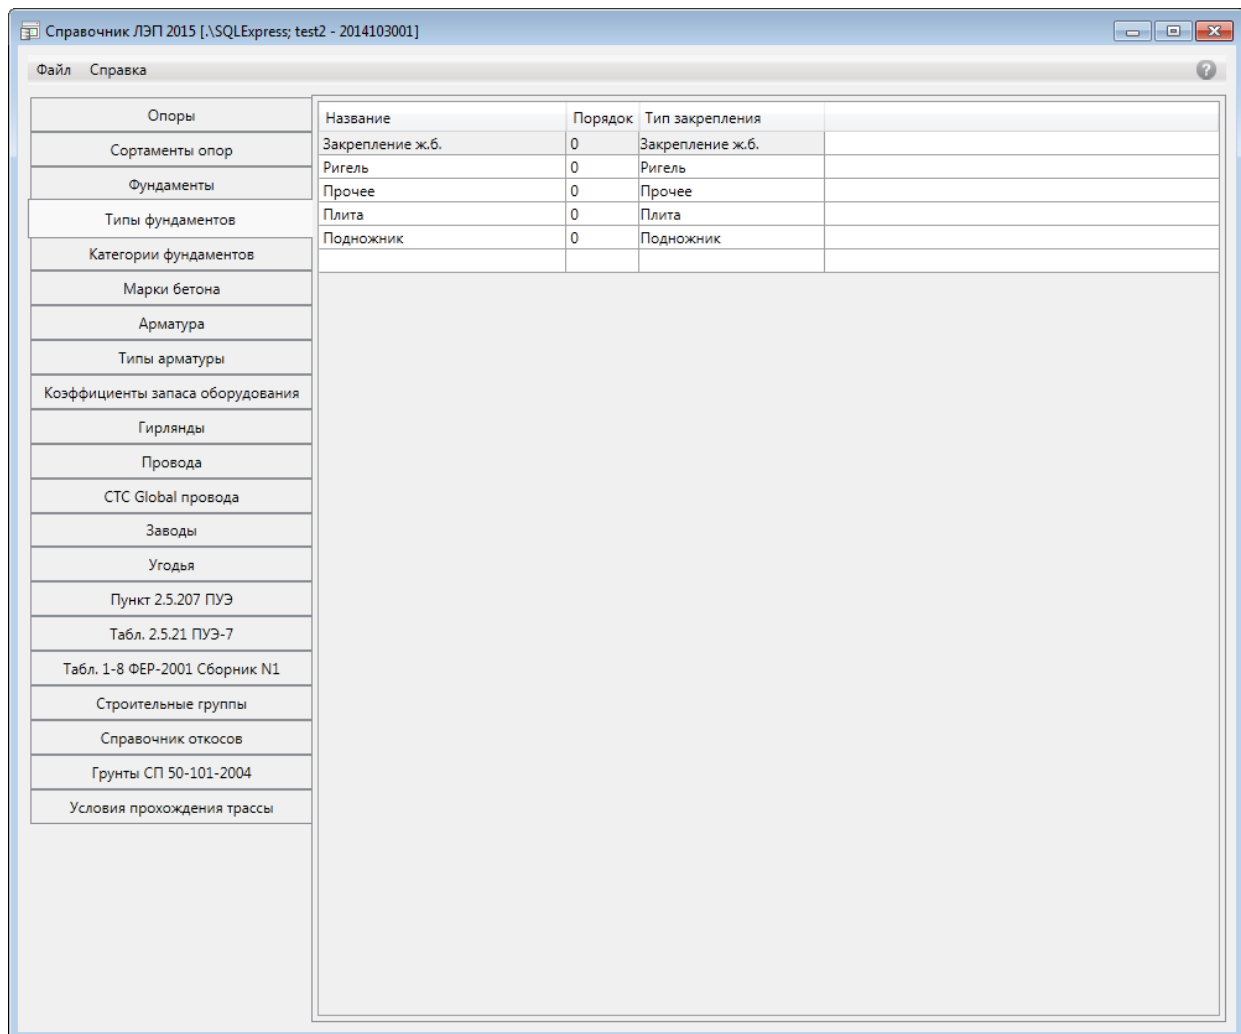 Справочник ЛЭП 2015 [.\SQLExpress; test2 - 2014103001]
Файл Справка
Опоры
Сортаменты опор
Фундаменты
Типы фундаментов
Категории фундаментов
Марки бетона
Арматура
Типы арматуры
Коэффициенты запаса оборудования
Гирлянды
Провода
CTC Global провода
Заводы
Угодья
Пункт 2.5.207 ПУЭ
Табл. 2.5.21 ПУЭ-7
Табл. 1-8 ФЕР-2001 Сборник N1
Строительные группы
Справочник откосов
Грунты СП 50-101-2004
Условия прохождения трассы
Название Порядок Тип закрепления
Закрепление ж.б. 0 Закрепление ж.б.
Ригель 0 Ригель
Прочее 0 Прочее
Плита 0 Плита
Подножник 0 Подножник